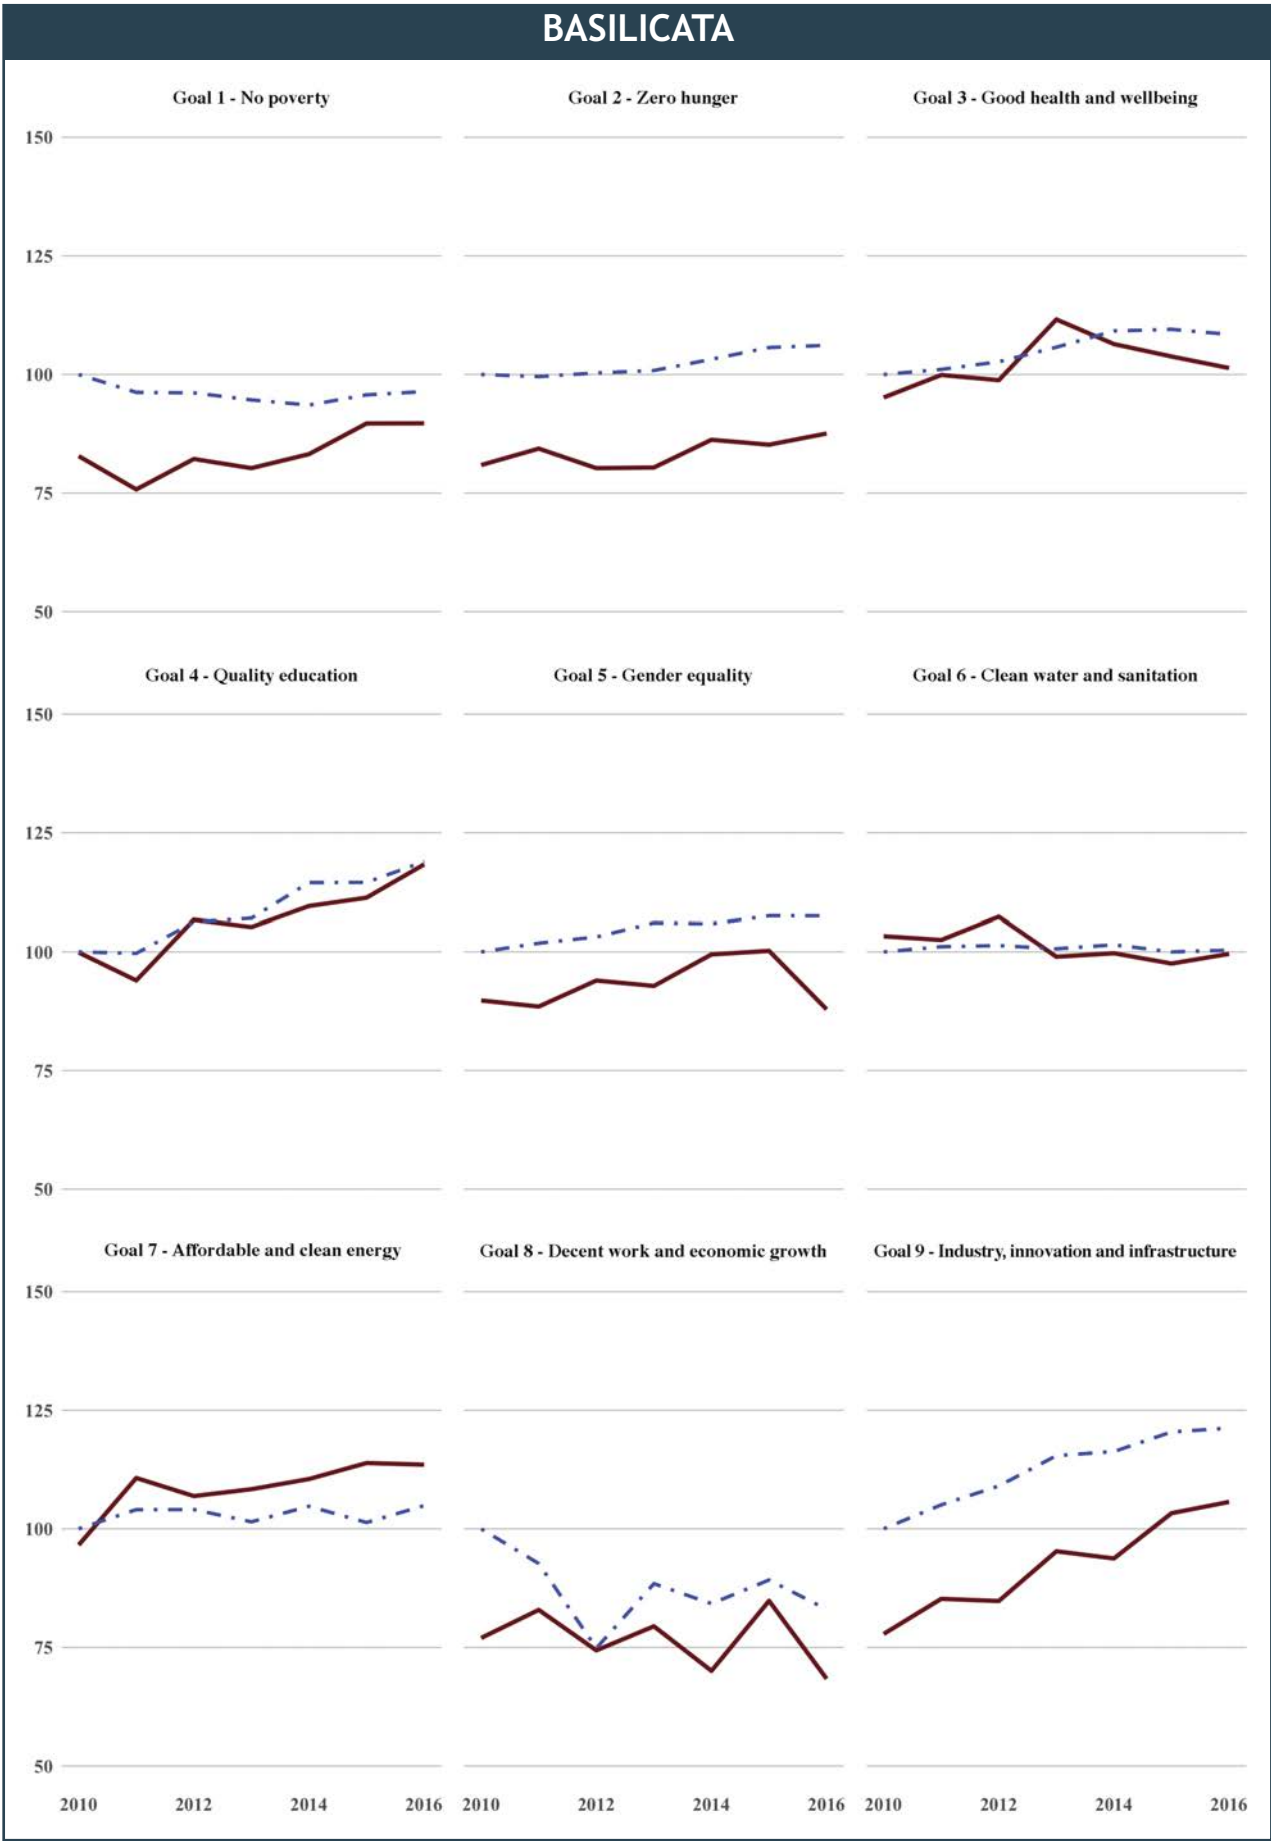 BASILICATA
Goal 1 - No poverty
Goal 2 - Zero hunger
Goal 3 - Good health and wellbeing
150
125
100
75
50
Goal 4 - Quality education
Goal 5 - Gender equality
Goal 6 - Clean water and sanitation
150
125
100
75
50
Goal 7 - Affordable and clean energy
Goal 8 - Decent work and economic growth
Goal 9 - Industry, innovation and infrastructure
150
125
100
75
50
2010 2012 2014 2016
2010 2012 2014 2016
2010 2012 2014 2016